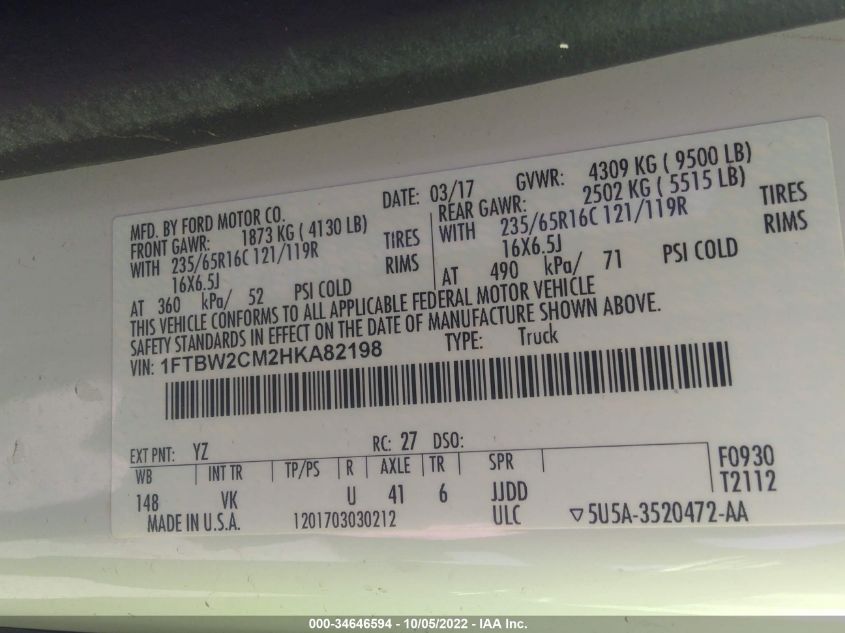 MFD. BY FORD MOTOR CO. DATE: 03/17 GVWR: 4309 KG ( 9500 LB)
FRONT GAWR: 1873 KG ( 4130 LB) REAR GAWR: 2502 KG ( 5515 LB)
WITH 235/65R16C 121/119R TIRES WITH 235/65R16C 121/119R TIRES
16X6.5J RIMS 16X6.5J RIMS
AT 360 kPa/ 52 PSI COLD AT 490 kPa/ 71 PSI COLD
THIS VEHICLE CONFORMS TO ALL APPLICABLE FEDERAL MOTOR VEHICLE
SAFETY STANDARDS IN EFFECT ON THE DATE OF MANUFACTURE SHOWN ABOVE.
VIN: 1FTBW2CM2HKA82198 TYPE: Truck
EXT PNT: YZ RC: 27 DSO:
WB INT TR TP/PS R AXLE TR SPR F0930
148 VK U 41 6 JJDD T2112
MADE IN U.S.A. 1201703030212 ULC ▽5U5A-3520472-AA
000-34646594 - 10/05/2022 - IAA Inc.